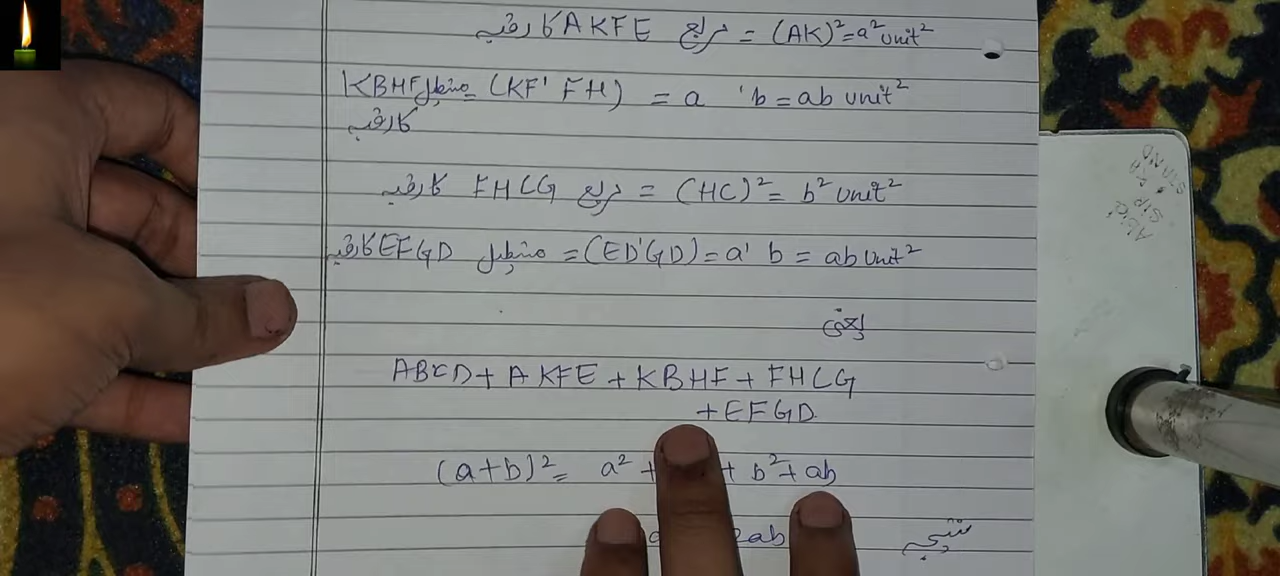 کا رقبہ AKFE مربع = (AK)²=a² unit²
KBHF مستطیل =(KF' FH) = a 'b = ab unit²
کا رقبہ
کا رقبہ FHCG مربع = (HC)² = b² unit²
کا رقبہ EFGD مستطیل =(ED'GD)=a' b = ab unit²
یعنی
ABCD+AKFE+KBHF+FHCG
+EFGD
(a+b)²= a² + + b²+ab
2ab نتیجہ